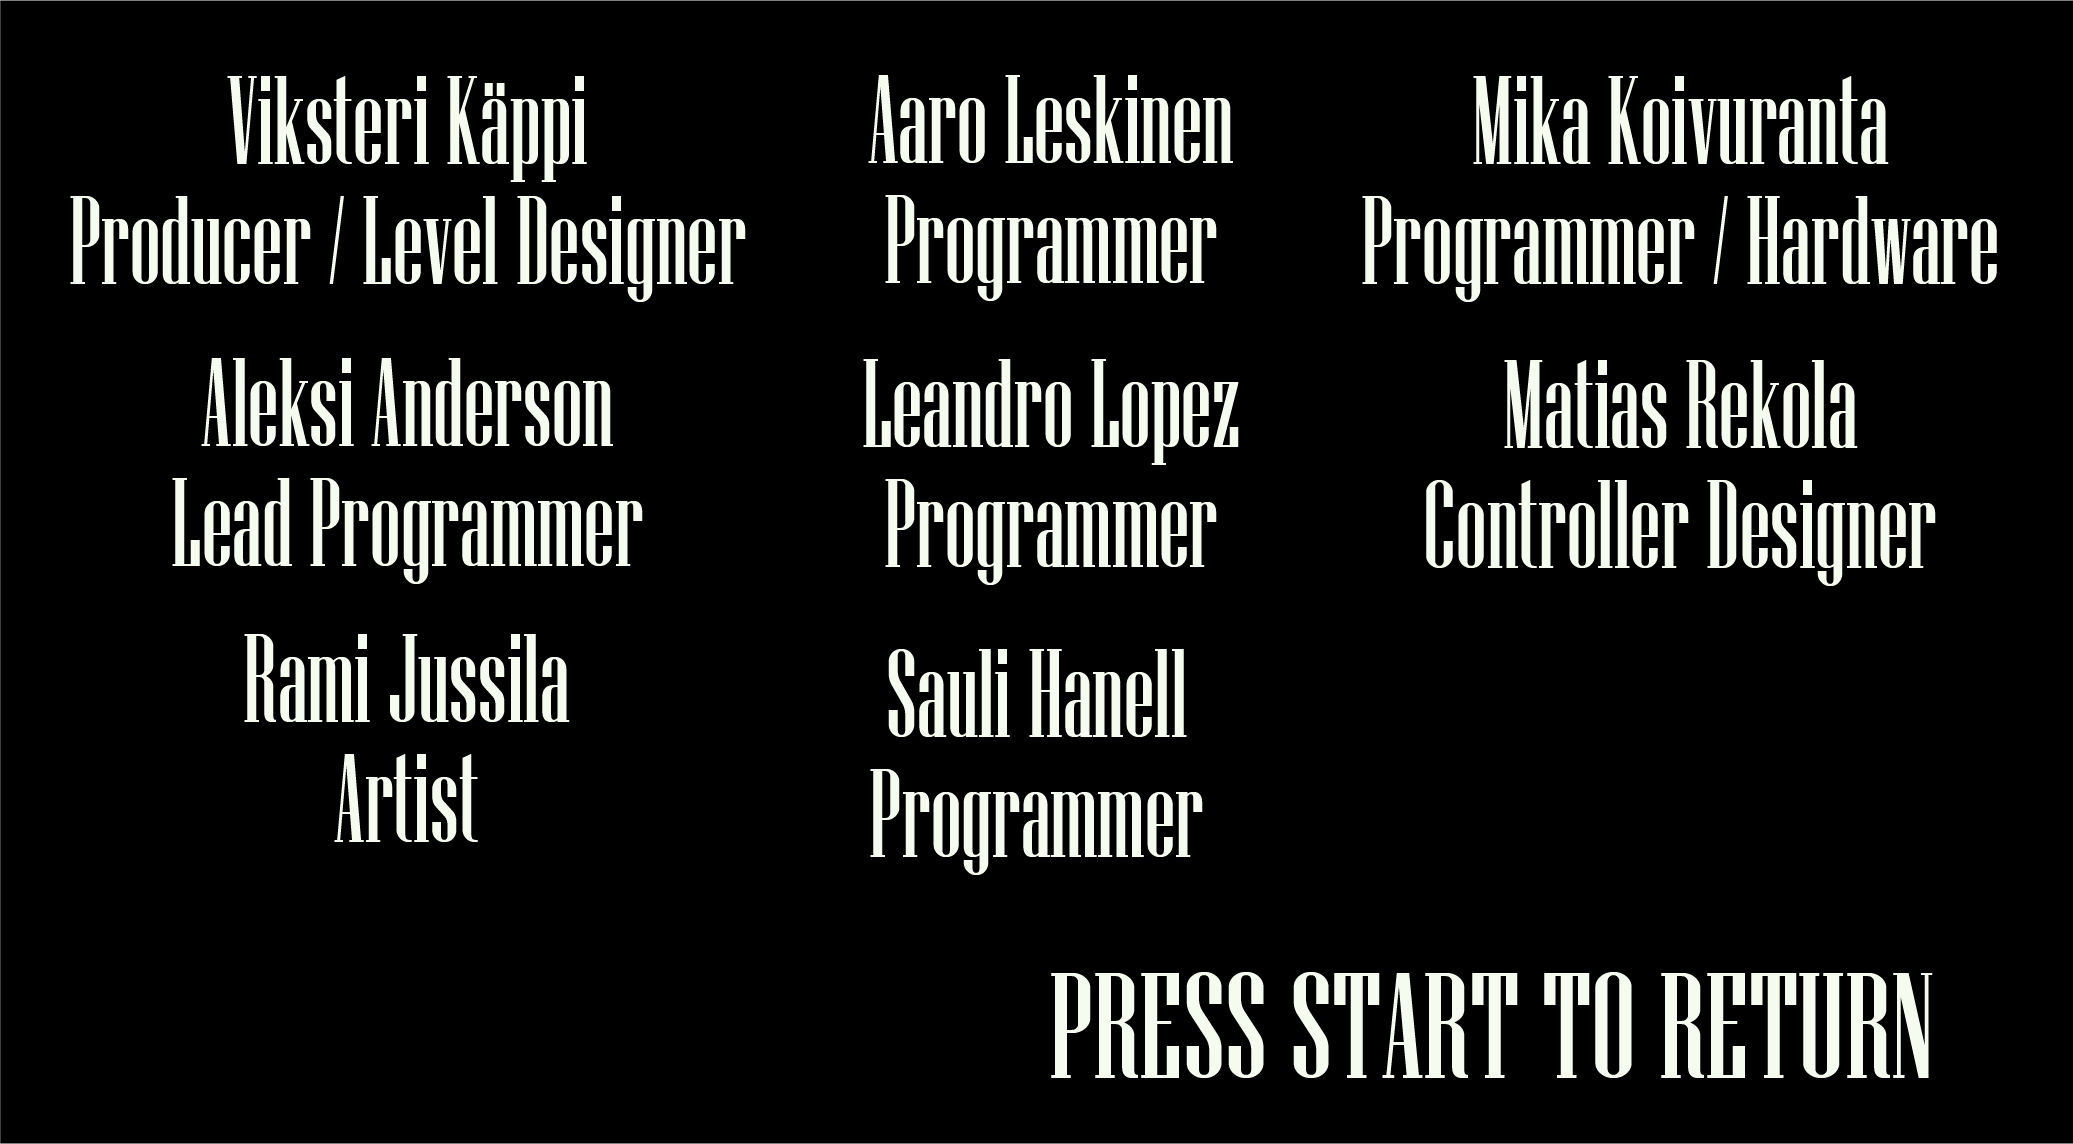 Viksteri Käppi
Producer / Level Designer
Aleksi Anderson
Lead Programmer
Rami Jussila
Artist
Aaro Leskinen
Programmer
Leandro Lopez
Programmer
Sauli Hanell
Programmer
Mika Koivuranta
Programmer / Hardware
Matias Rekola
Controller Designer
PRESS START TO RETURN